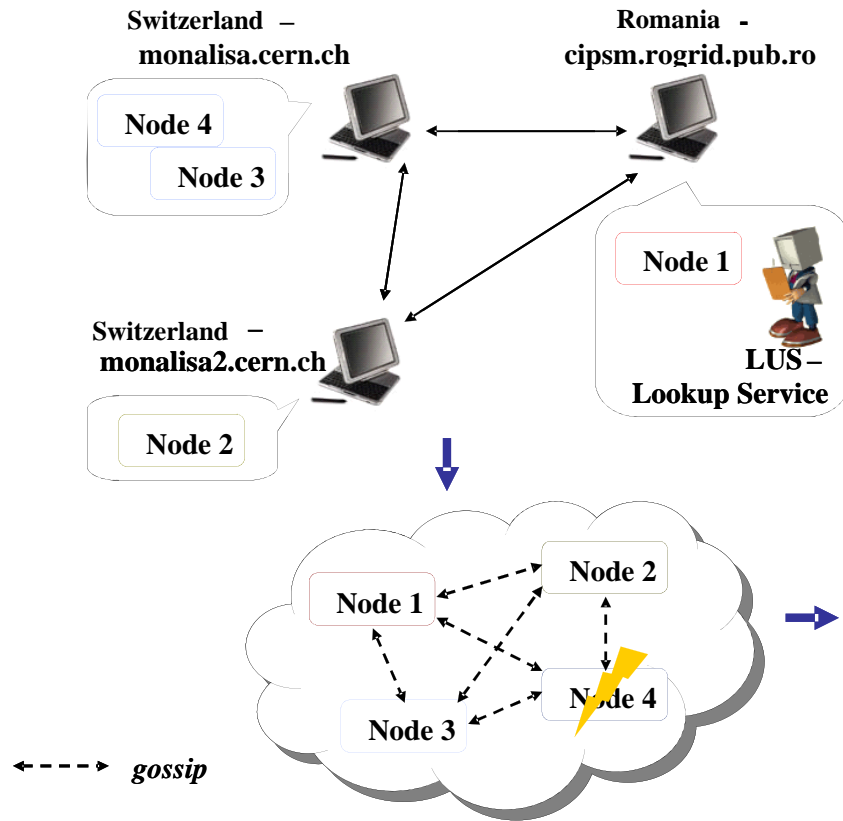 Switzerland –
monalisa.cern.ch
Romania -
cipsm.rogrid.pub.ro
Node 4
Node 3
Node 1
LUS –
Lookup Service
Switzerland –
monalisa2.cern.ch
Node 2
Node 2
Node 1
Node 4
Node 3
gossip